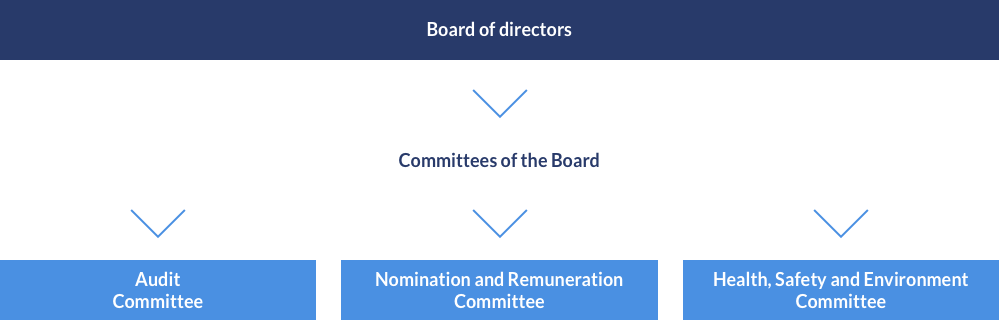 Board of directors
Committees of the Board
Audit
Committee
Nomination and Remuneration
Committee
Health, Safety and Environment
Committee